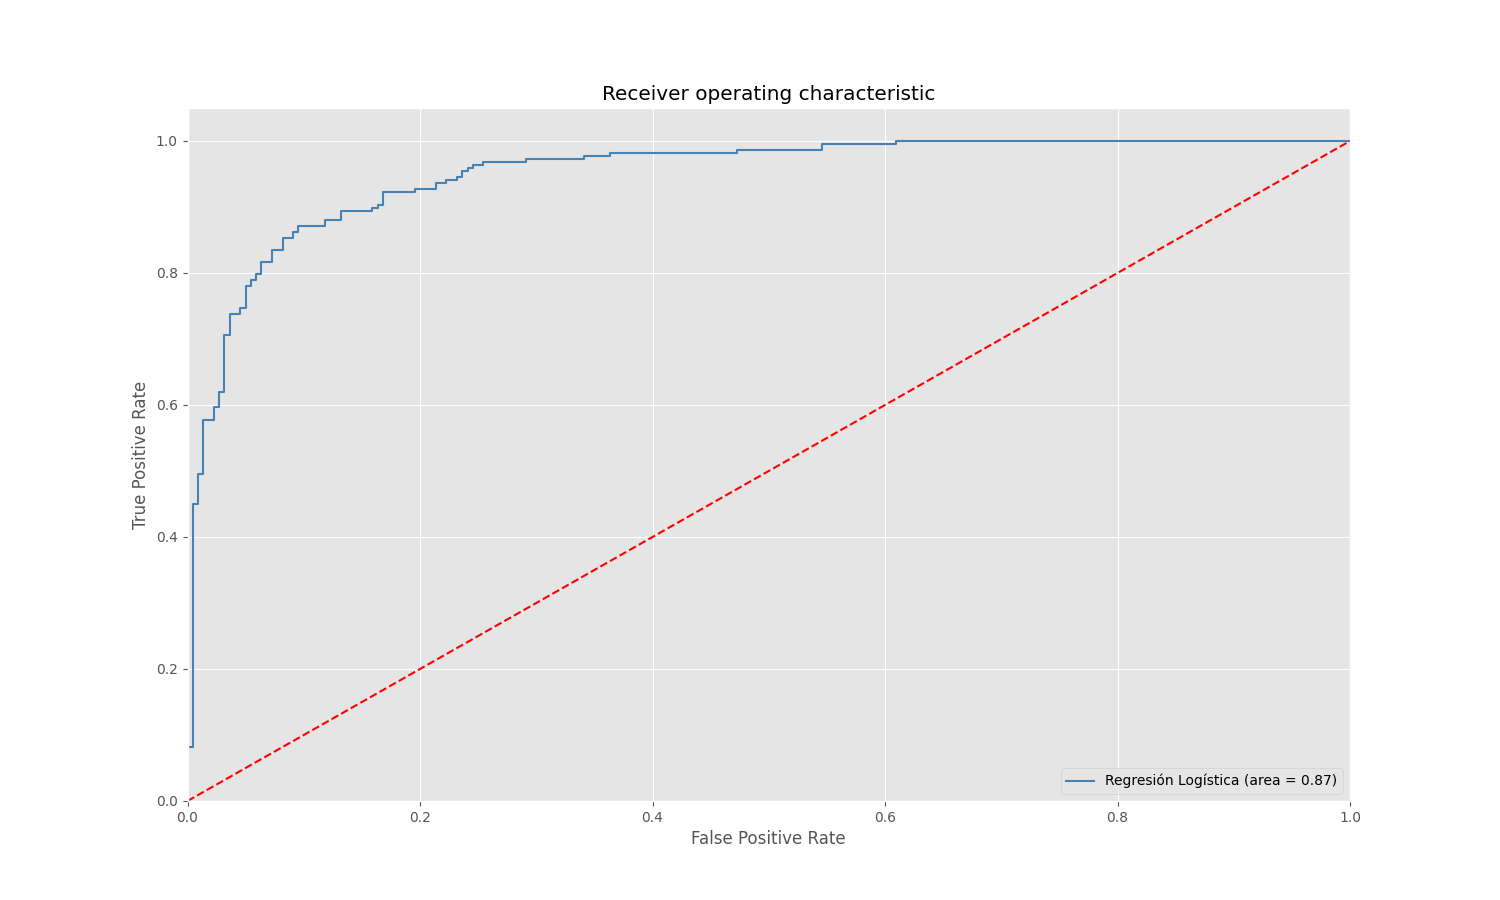 Receiver operating characteristic
1.0
0.8
0.6
0.4
0.2
0.0
True Positive Rate
Regresión Logística (area = 0.87)
0.0 0.2 0.4 0.6 0.8 1.0
False Positive Rate